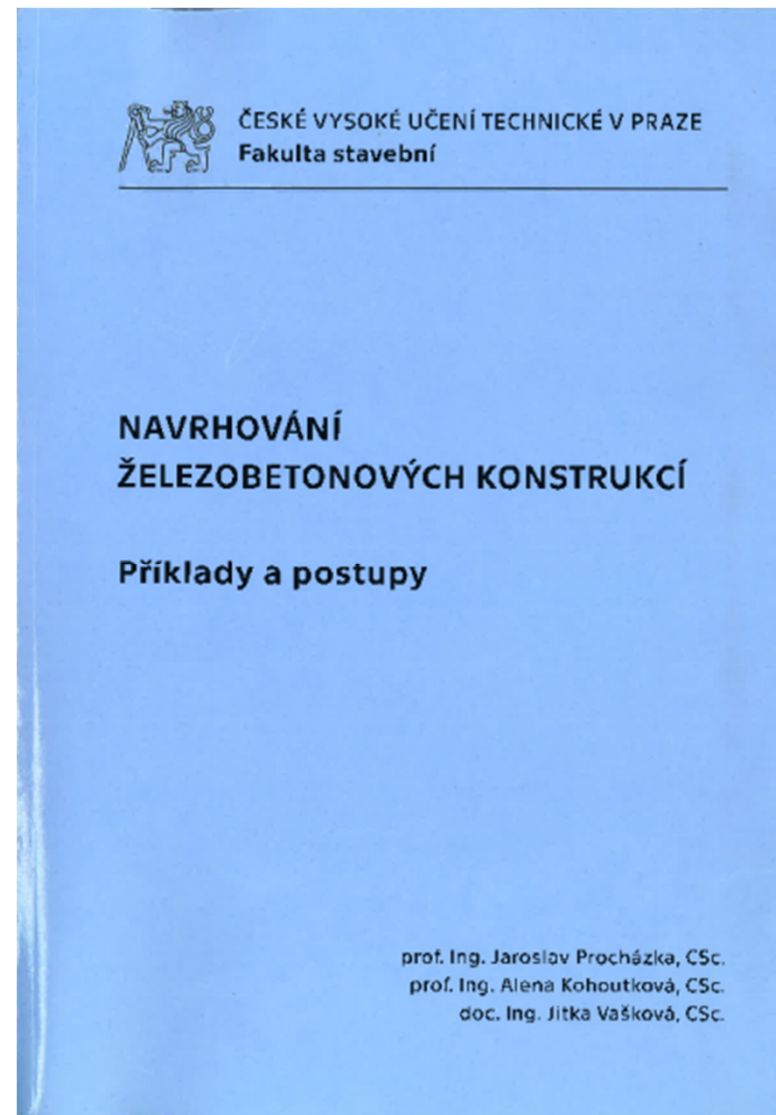 ČESKÉ VYSOKÉ UČENÍ TECHNICKÉ V PRAZE
Fakulta stavební
NAVRHOVÁNÍ
ŽELEZOBETONOVÝCH KONSTRUKCÍ
Příklady a postupy
prof. Ing. Jaroslav Procházka, CSc.
prof. Ing. Alena Kohoutková, CSc.
doc. Ing. Jitka Vašková, CSc.